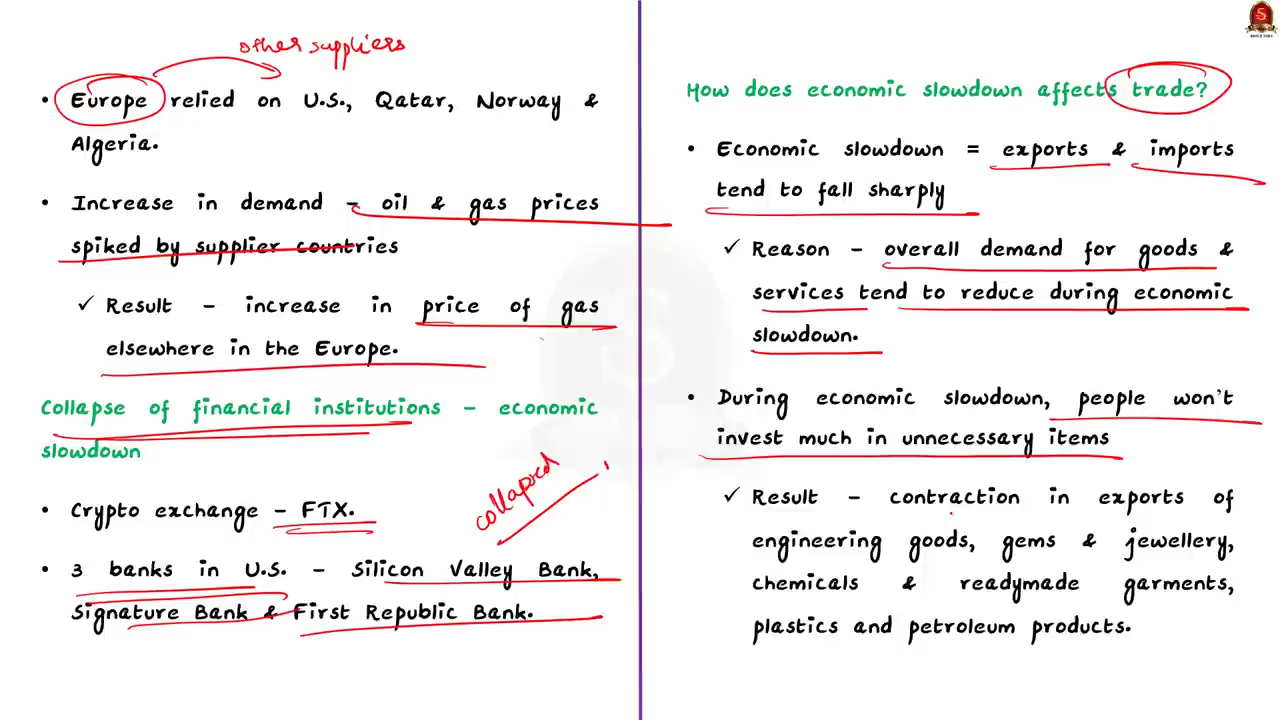 other suppliers
• Europe relied on U.S., Qatar, Norway &
Algeria.
• Increase in demand – oil & gas prices
spiked by supplier countries
✓ Result – increase in price of gas
elsewhere in the Europe.
Collapse of financial institutions – economic
slowdown
collapsed
• Crypto exchange – FTX.
• 3 banks in U.S. – Silicon Valley Bank,
Signature Bank & First Republic Bank.
How does economic slowdown affects trade?
• Economic slowdown = exports & imports
tend to fall sharply
✓ Reason – overall demand for goods &
services tend to reduce during economic
slowdown.
• During economic slowdown, people won't
invest much in unnecessary items
✓ Result – contraction in exports of
engineering goods, gems & jewellery,
chemicals & readymade garments,
plastics and petroleum products.